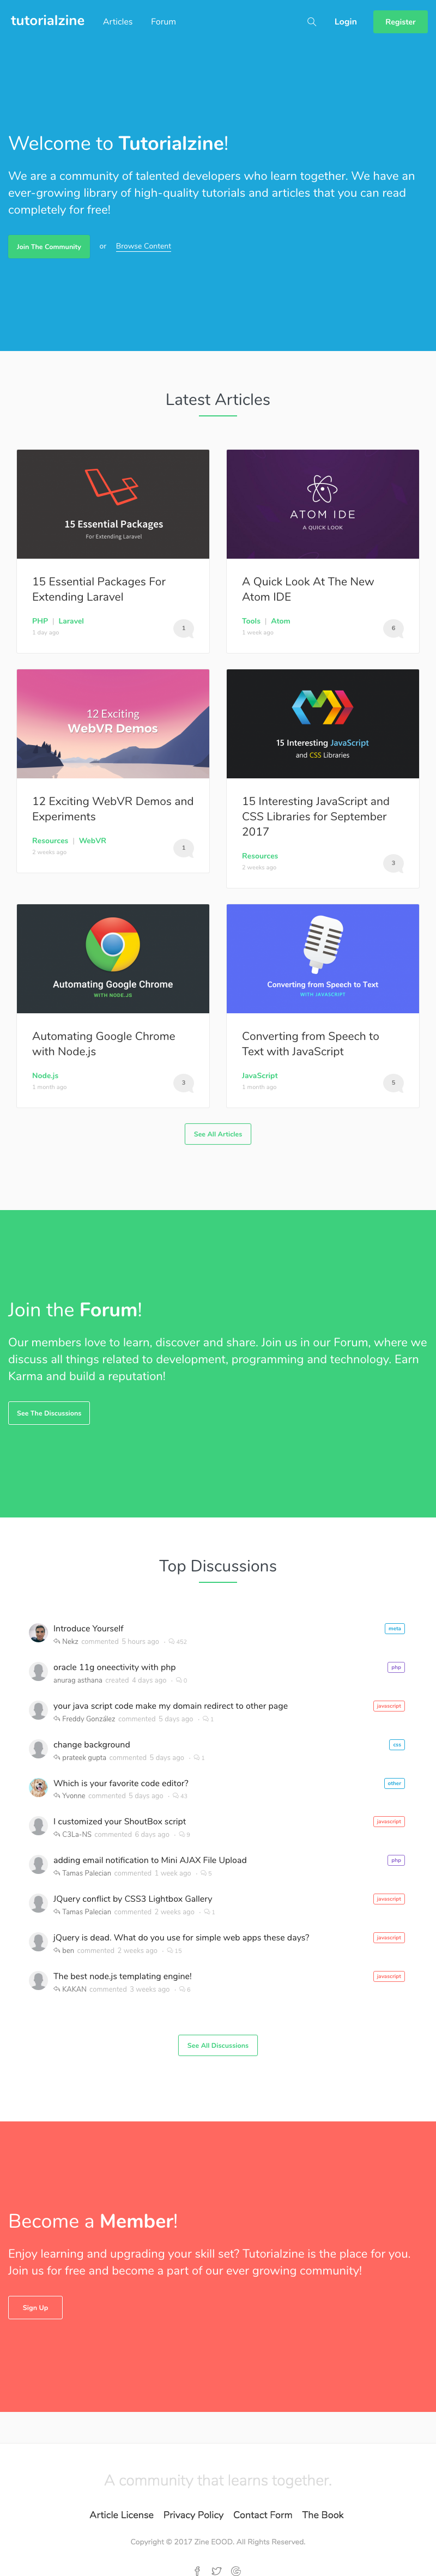 tutorialzine Articles Forum Login Register
Welcome to Tutorialzine!
We are a community of talented developers who learn together. We have an
ever-growing library of high-quality tutorials and articles that you can read
completely for free!
Join The Community or Browse Content
Latest Articles
15 Essential Packages
For Extending Laravel
15 Essential Packages For
Extending Laravel
PHP | Laravel
1 day ago
1
ATOM IDE
A QUICK LOOK
A Quick Look At The New
Atom IDE
Tools | Atom
1 week ago
6
12 Exciting
WebVR Demos
12 Exciting WebVR Demos and
Experiments
Resources | WebVR
2 weeks ago
1
15 Interesting JavaScript
and CSS Libraries
15 Interesting JavaScript and
CSS Libraries for September
2017
Resources
2 weeks ago
3
Automating Google Chrome
WITH NODE.JS
Automating Google Chrome
with Node.js
Node.js
1 month ago
3
Converting from Speech to Text
WITH JAVASCRIPT
Converting from Speech to
Text with JavaScript
JavaScript
1 month ago
5
See All Articles
Join the Forum!
Our members love to learn, discover and share. Join us in our Forum, where we
discuss all things related to development, programming and technology. Earn
Karma and build a reputation!
See The Discussions
Top Discussions
Introduce Yourself meta
Nekz commented 5 hours ago - 452
oracle 11g oneectivity with php php
anurag asthana created 4 days ago - 0
your java script code make my domain redirect to other page javascript
Freddy González commented 5 days ago - 1
change background css
prateek gupta commented 5 days ago - 1
Which is your favorite code editor? other
Yvonne commented 5 days ago - 43
I customized your ShoutBox script javascript
C3La-NS commented 6 days ago - 9
adding email notification to Mini AJAX File Upload php
Tamas Palecian commented 1 week ago - 5
JQuery conflict by CSS3 Lightbox Gallery javascript
Tamas Palecian commented 2 weeks ago - 1
jQuery is dead. What do you use for simple web apps these days? javascript
ben commented 2 weeks ago - 15
The best node.js templating engine! javascript
KAKAN commented 3 weeks ago - 6
See All Discussions
Become a Member!
Enjoy learning and upgrading your skill set? Tutorialzine is the place for you.
Join us for free and become a part of our ever growing community!
Sign Up
A community that learns together.
Article License Privacy Policy Contact Form The Book
Copyright © 2017 Zine EOOD. All Rights Reserved.